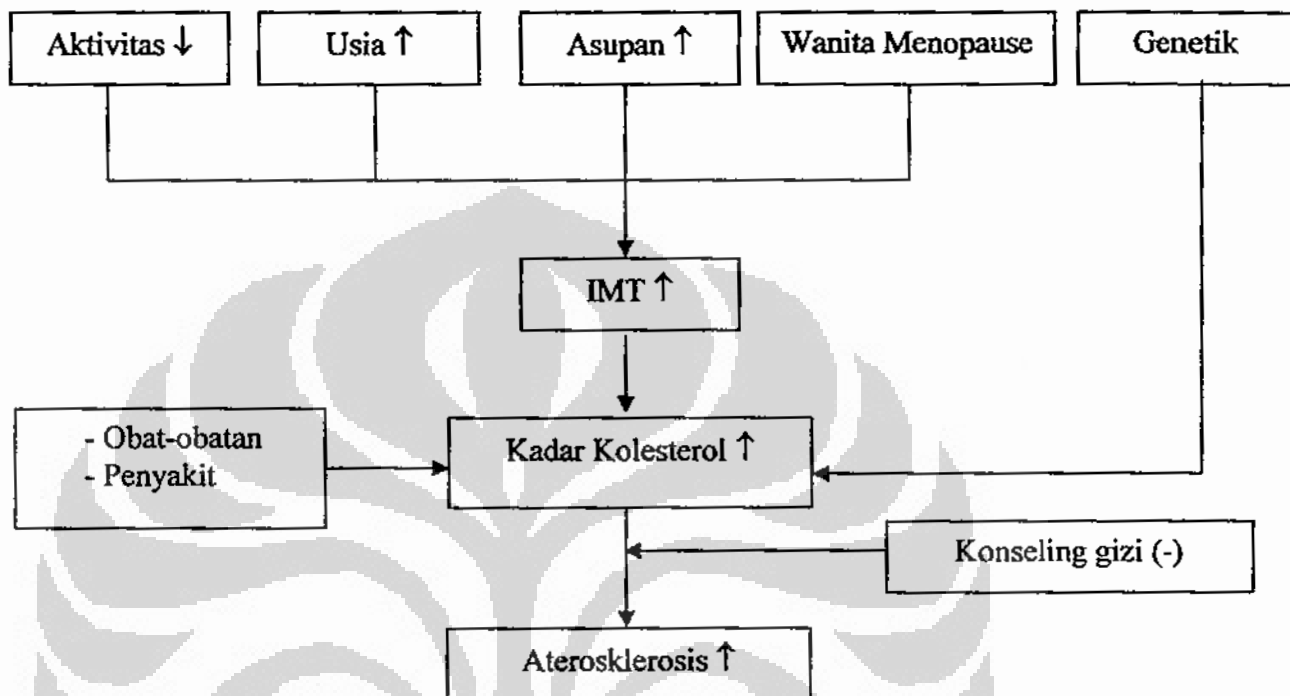 Aktivitas ↓
Usia ↑
Asupan ↑
Wanita Menopause
Genetik
IMT ↑
- Obat-obatan
- Penyakit
Kadar Kolesterol ↑
Konseling gizi (-)
Aterosklerosis ↑